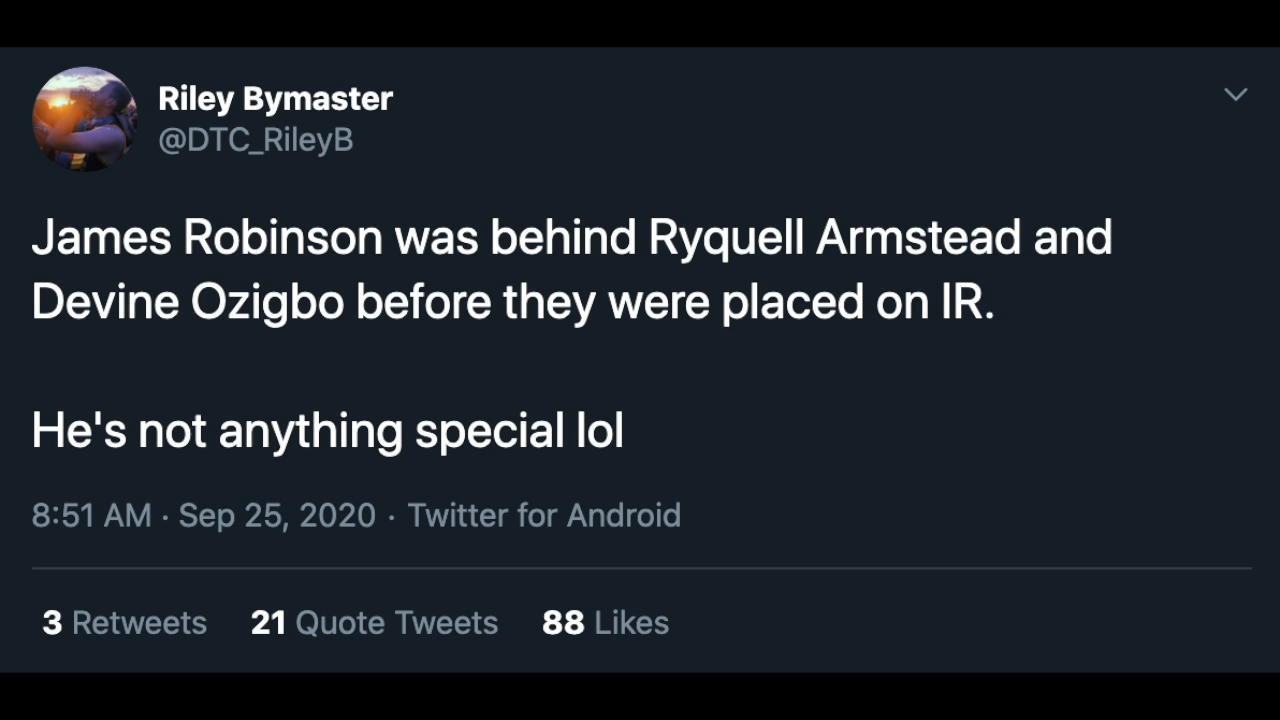 Riley Bymaster
@DTC_RileyB
James Robinson was behind Ryquell Armstead and
Devine Ozigbo before they were placed on IR.
He's not anything special lol
8:51 AM · Sep 25, 2020 · Twitter for Android
3 Retweets 21 Quote Tweets 88 Likes